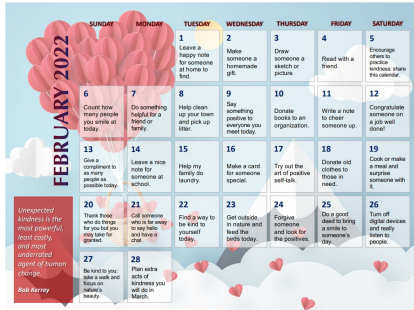 FEBRUARY 2022
SUNDAY MONDAY TUESDAY WEDNESDAY THURSDAY FRIDAY SATURDAY
1
Leave a
happy note
for someone
at home to
find.
2
Make
someone a
homemade
gift.
3
Draw
someone a
sketch or
picture.
4
Read with a
friend.
5
Encourage
others to
practice
kindness: share
this calendar.
6
Count how
many people
you smile at
today.
7
Do something
helpful for a
friend or
family.
8
Help clean
up your town
and pick up
litter.
9
Say
something
positive to
everyone you
meet today.
10
Donate
books to an
organization.
11
Write a note to
cheer someone
up.
12
Congratulate
someone on
a job well
done!
13
Give a
compliment to
as many
people as
possible today.
14
Leave a nice
note for
someone at
school.
15
Help my
family do
laundry.
16
Make a card for
someone
special.
17
Try out the
art of positive
self-talk.
18
Donate old
clothes to
those in
need.
19
Cook or make
a meal and
surprise
someone with
it.
20
Thank those
who do things
for you but you
may take for
granted.
21
Call someone
who is far away
to say hello
and have a
chat.
22
Find a way to
be kind to
yourself
today.
23
Get outside
in nature and
feed the
birds today.
24
Forgive
someone
and look for
the positives.
25
Do a good
deed to bring
a smile to
someone's
day.
26
Turn off
digital devices
and really
listen to
people.
27
Be kind to you:
take a walk and
focus on
nature's
beauty.
28
Plan extra
acts of
kindness you
will do in
March.
Unexpected
kindness is the
most powerful,
least costly,
and most
underrated
agent of human
change.
Bob Kerrey